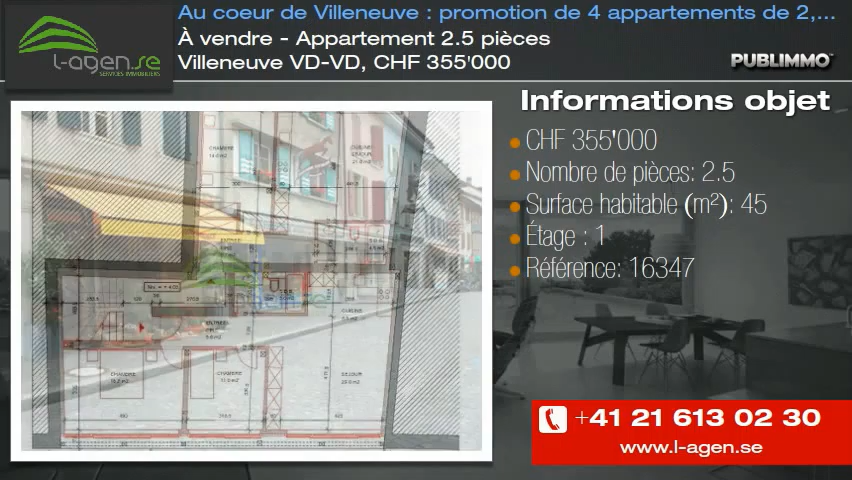 Au coeur de Villeneuve : promotion de 4 appartements de 2,...
À vendre - Appartement 2.5 pièces
Villeneuve VD-VD, CHF 355'000
l-agen.se
SERVICES IMMOBILIERS
PUBLIMMO
Informations objet
CHF 355'000
Nombre de pièces: 2.5
Surface habitable (m²): 45
Étage : 1
Référence: 16347
CHAMBRE
CHAMBRE
CHAMBRE
SEJOUR
+41 21 613 02 30
www.l-agen.se